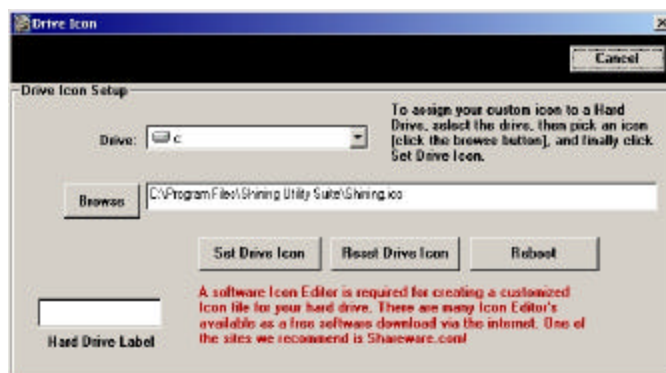 Drive Icon
Cancel
Drive Icon Setup
To assign your custom icon to a Hard
Drive, select the drive, then pick an icon
[click the browse button], and finally click
Set Drive Icon.
Drive:
c
Browse
C:\Program Files\Shining Utility Suite\Shining.ico
Set Drive Icon
Reset Drive Icon
Reboot
A software Icon Editor is required for creating a customized
Icon file for your hard drive. There are many Icon Editor's
available as a free software download via the internet. One of
the sites we recommend is Shareware.com!
Hard Drive Label